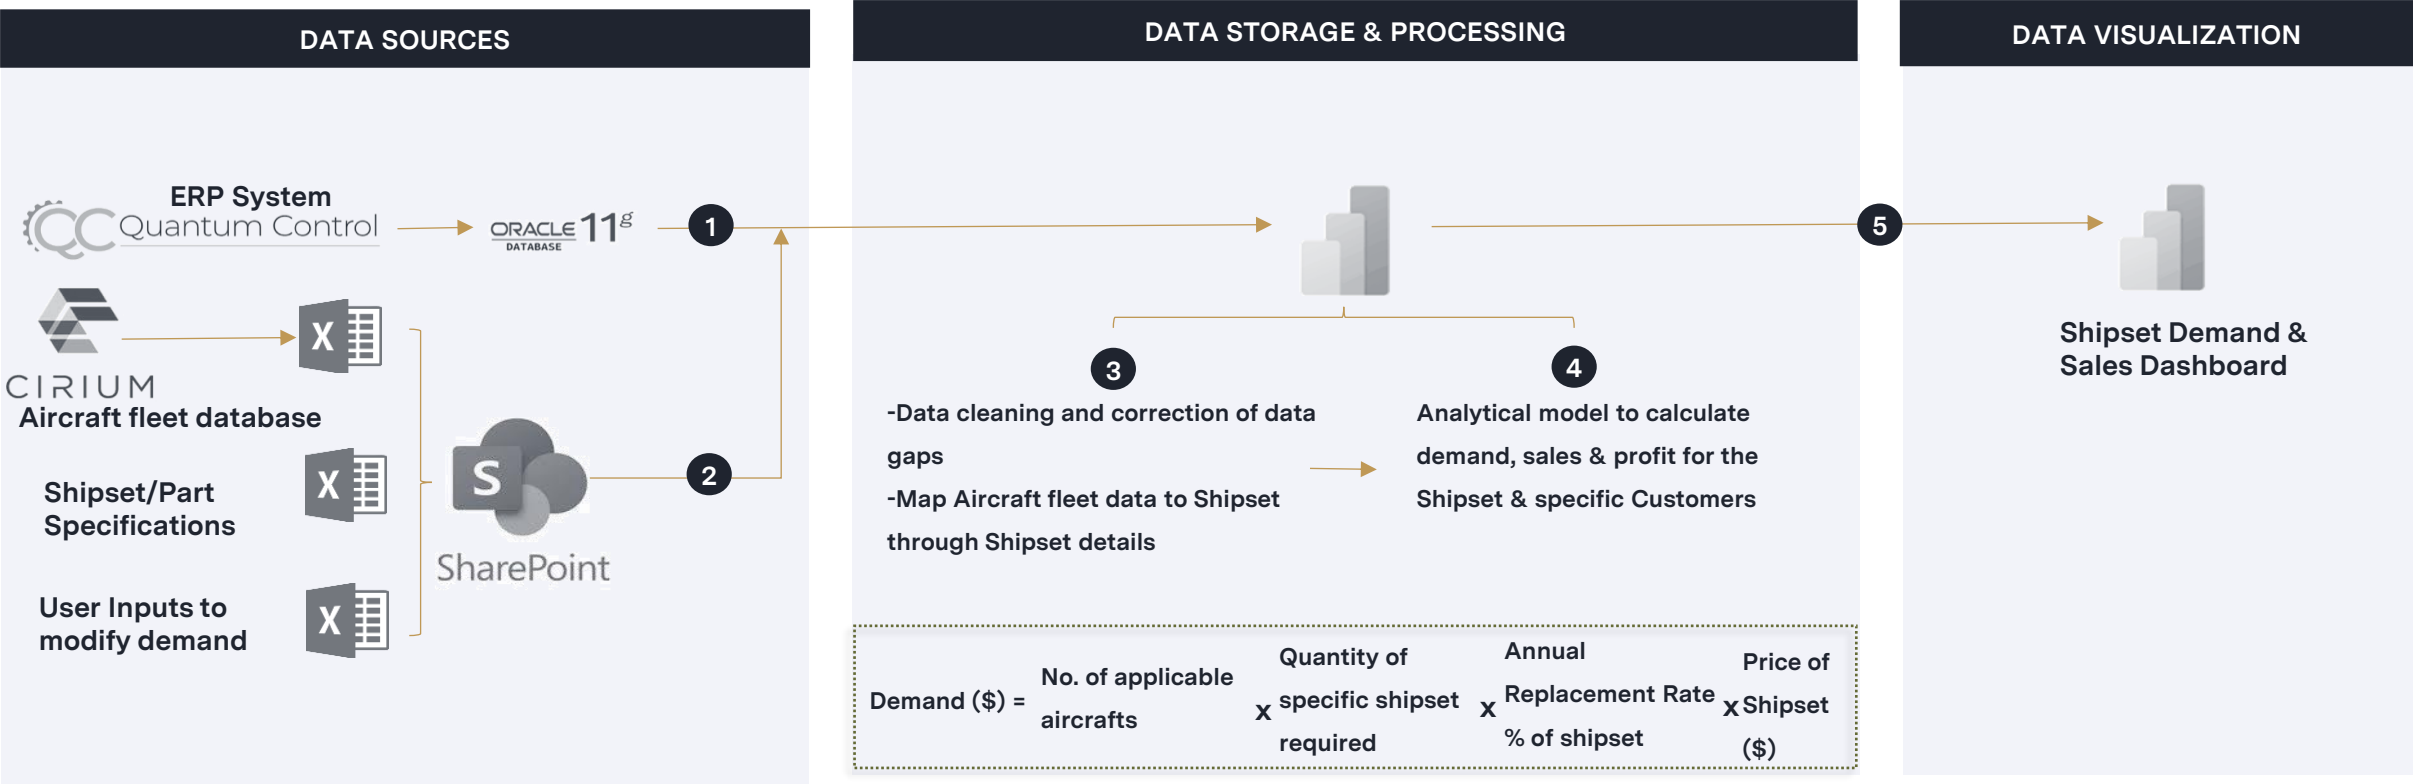 DATA SOURCES
ERP System
QC Quantum Control
ORACLE 11g
DATABASE
1
X
CIRIUM
Aircraft fleet database
Shipset/Part
Specifications
X
S
SharePoint
2
User Inputs to
modify demand
X
DATA STORAGE & PROCESSING
3
-Data cleaning and correction of data
gaps
-Map Aircraft fleet data to Shipset
through Shipset details
4
Analytical model to calculate
demand, sales & profit for the
Shipset & specific Customers
Demand ($) =
No. of applicable
aircrafts
x
Quantity of
specific shipset
required
x
Annual
Replacement Rate
% of shipset
x
Price of
Shipset
($)
5
DATA VISUALIZATION
Shipset Demand &
Sales Dashboard